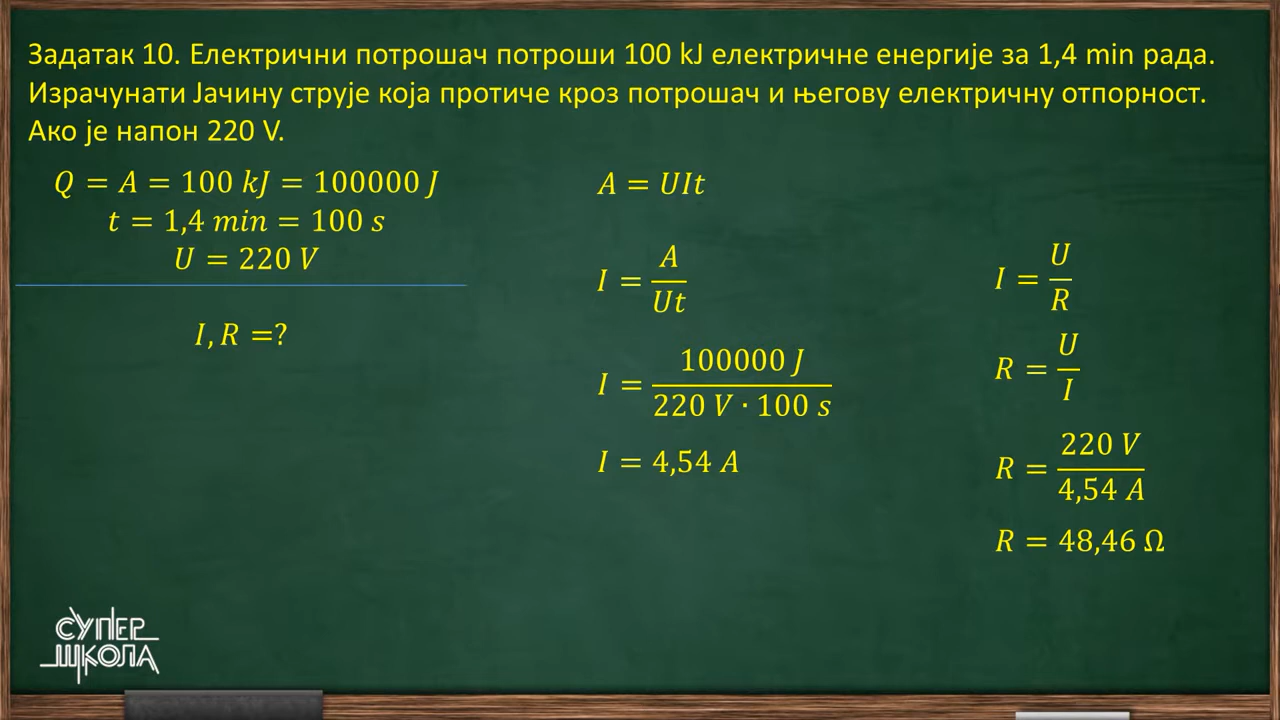 Задатак 10. Електрични потрошач потроши 100 kJ електричне енергије за 1,4 min рада.
Израчунати Јачину струје која протиче кроз потрошач и његову електричну отпорност.
Ако је напон 220 V.
Q = A = 100 kJ = 100000 J
t = 1,4 min = 100 s
U = 220 V
I, R =?
A = UIt
I = A/Ut
I = 100000 J / 220 V · 100 s
I = 4,54 A
I = U/R
R = U/I
R = 220 V / 4,54 A
R = 48,46 Ω
СУПЕР
ШКОЛА